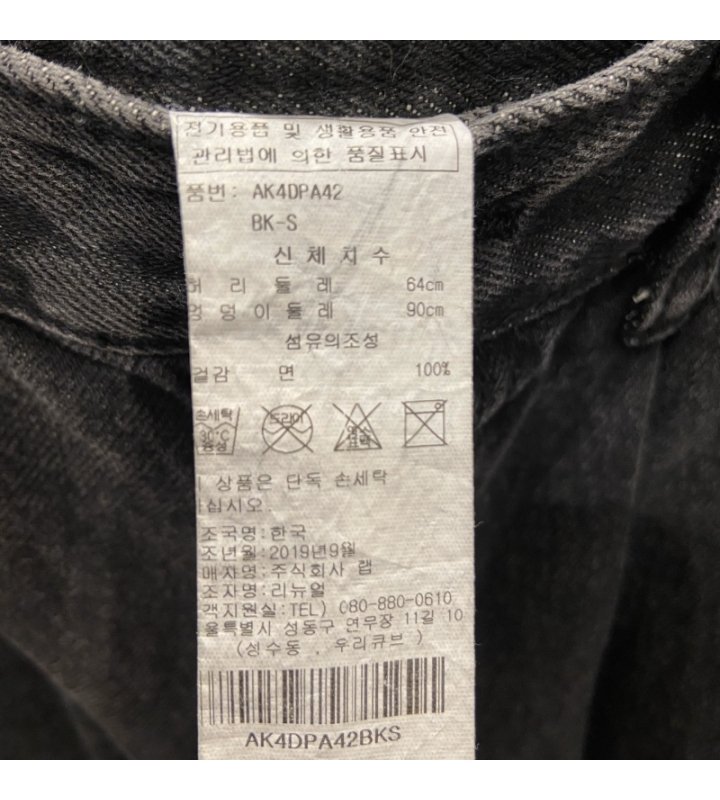 전기용품 및 생활용품 안전
관리법에 의한 품질표시
품번: AK4DPA42
BK-S
신체치수
허리둘레 64cm
엉덩이둘레 90cm
섬유의조성
겉감 면 100%
손세탁 드라이
30℃
중성
상품은 단독 손세탁
하십시오.
조국명:한국
조년월:2019년9월
매자명:주식회사 랩
조자명:리뉴얼
객지원실:TEL) 080-880-0610
울특별시 성동구 연무장 11길 10
(성수동 , 우리큐브 )
AK4DPA42BKS